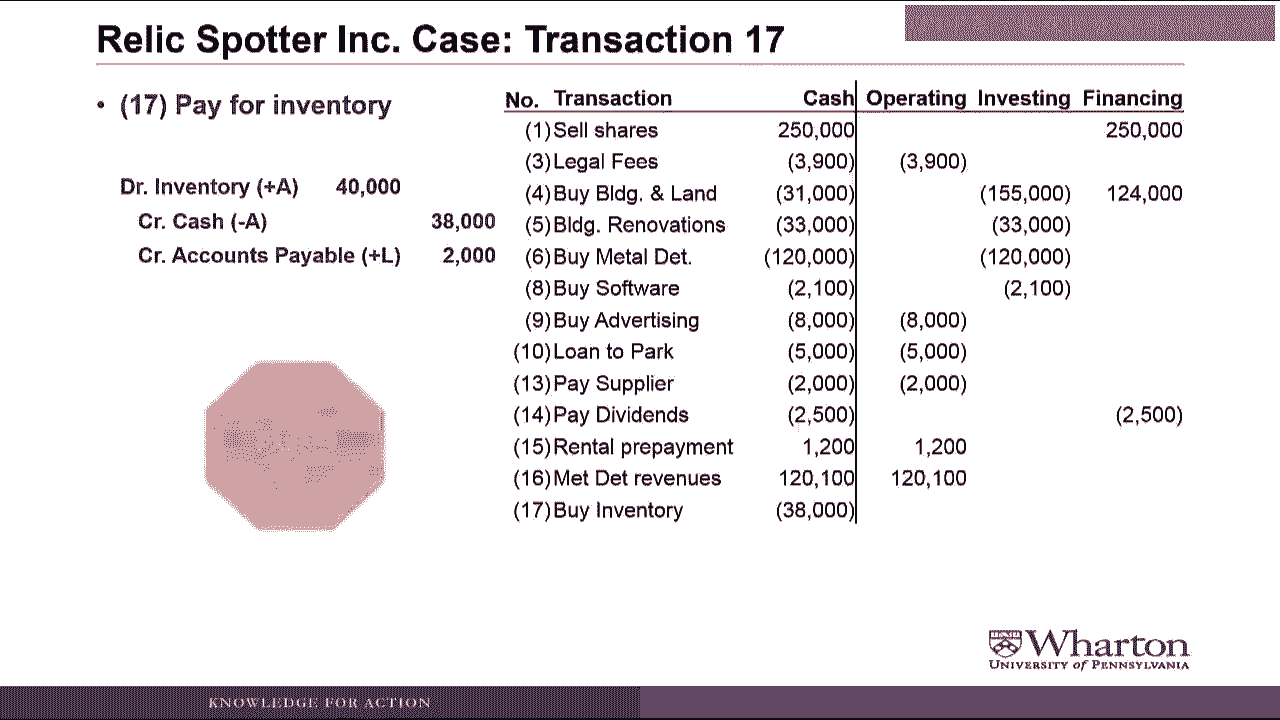 Relic Spotter Inc. Case: Transaction 17
• (17) Pay for inventory
Dr. Inventory (+A) 40,000
Cr. Cash (-A) 38,000
Cr. Accounts Payable (+L) 2,000
No. Transaction Cash Operating Investing Financing
(1) Sell shares 250,000 250,000
(3) Legal Fees (3,900) (3,900)
(4) Buy Bldg. & Land (31,000) (155,000) 124,000
(5) Bldg. Renovations (33,000) (33,000)
(6) Buy Metal Det. (120,000) (120,000)
(8) Buy Software (2,100) (2,100)
(9) Buy Advertising (8,000) (8,000)
(10) Loan to Park (5,000) (5,000)
(13) Pay Supplier (2,000) (2,000)
(14) Pay Dividends (2,500) (2,500)
(15) Rental prepayment 1,200 1,200
(16) Met Det revenues 120,100 120,100
(17) Buy Inventory (38,000)
Wharton
UNIVERSITY of PENNSYLVANIA
KNOWLEDGE FOR ACTION